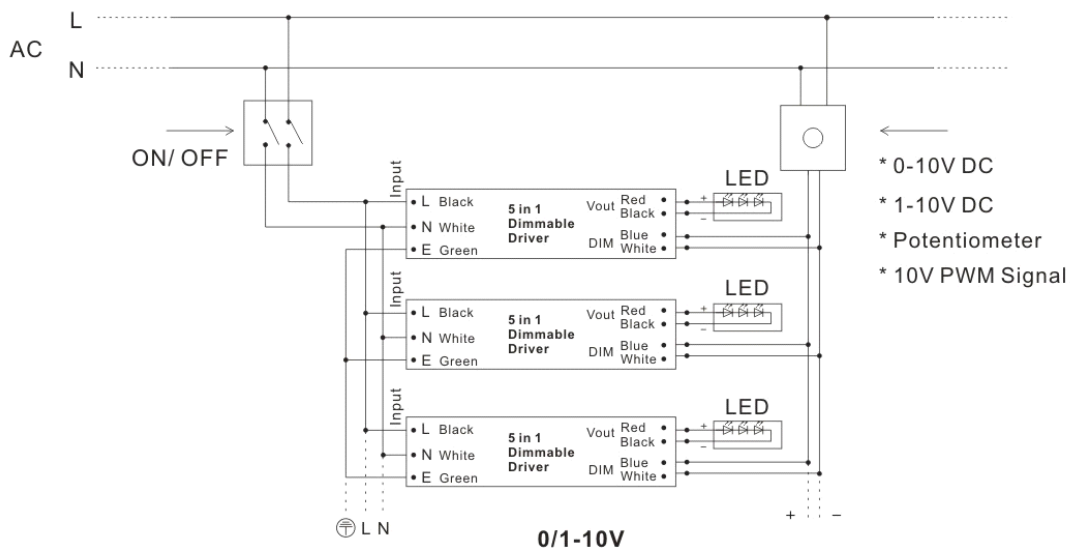 L
AC
N
ON/ OFF
* 0-10V DC
* 1-10V DC
* Potentiometer
* 10V PWM Signal
Input
L Black
N White
E Green
5 in 1
Dimmable
Driver
Vout Red
Black
DIM Blue
White
LED
+
–
Input
L Black
N White
E Green
5 in 1
Dimmable
Driver
Vout Red
Black
DIM Blue
White
LED
+
–
Input
L Black
N White
E Green
5 in 1
Dimmable
Driver
Vout Red
Black
DIM Blue
White
LED
+
–
L N
+ –
0/1-10V